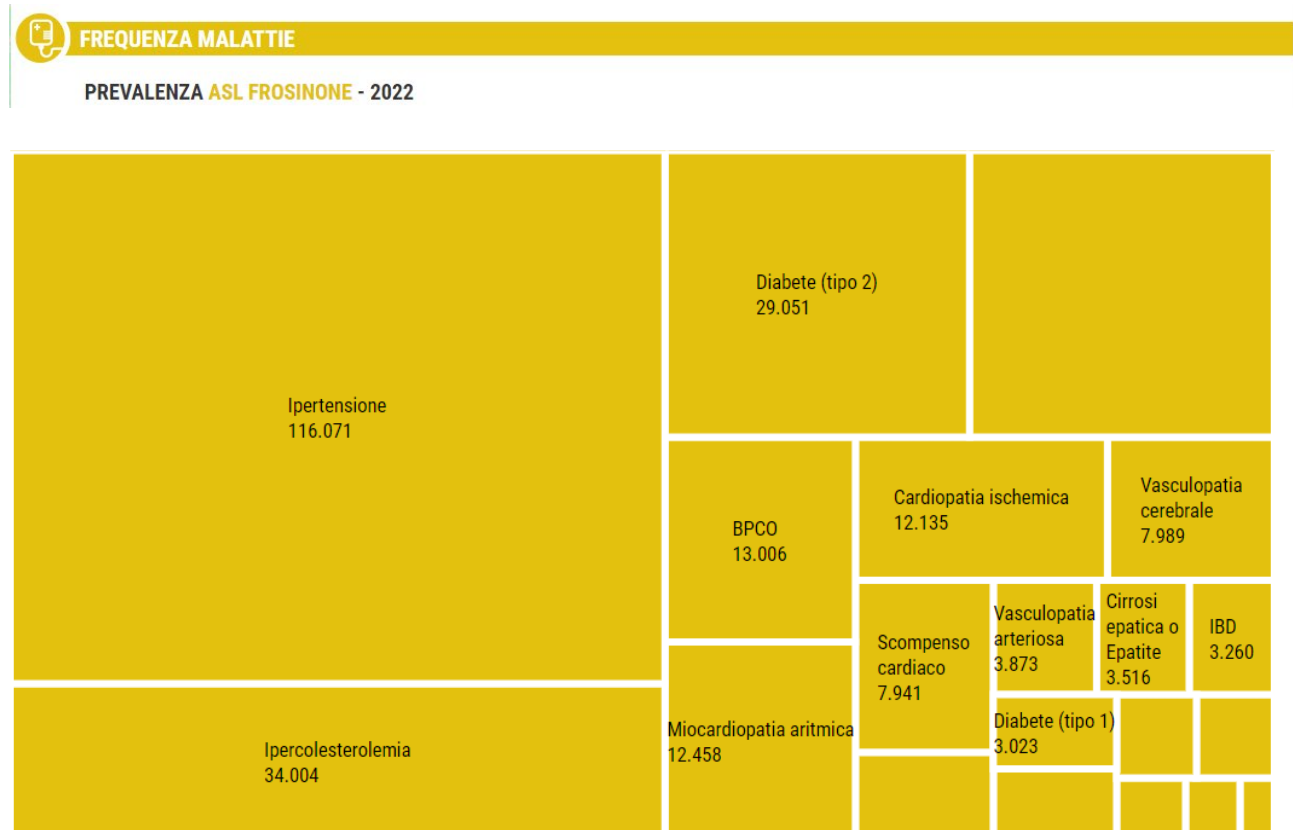 FREQUENZA MALATTIE
PREVALENZA ASL FROSINONE - 2022
Ipertensione
116.071
Ipercolesterolemia
34.004
Diabete (tipo 2)
29.051
BPCO
13.006
Miocardiopatia aritmica
12.458
Cardiopatia ischemica
12.135
Vasculopatia
cerebrale
7.989
Scompenso
cardiaco
7.941
Vasculopatia
arteriosa
3.873
Cirrosi
epatica o
Epatite
3.516
IBD
3.260
Diabete (tipo 1)
3.023